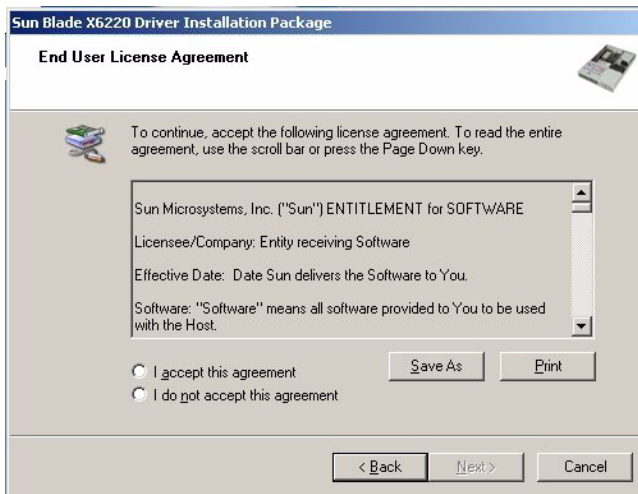 Sun Blade X6220 Driver Installation Package
End User License Agreement
To continue, accept the following license agreement. To read the entire
agreement, use the scroll bar or press the Page Down key.
Sun Microsystems, Inc. ("Sun") ENTITLEMENT for SOFTWARE
Licensee/Company: Entity receiving Software
Effective Date: Date Sun delivers the Software to You.
Software: "Software" means all software provided to You to be used
with the Host.
I accept this agreement
Save As
Print
I do not accept this agreement
< Back
Next >
Cancel